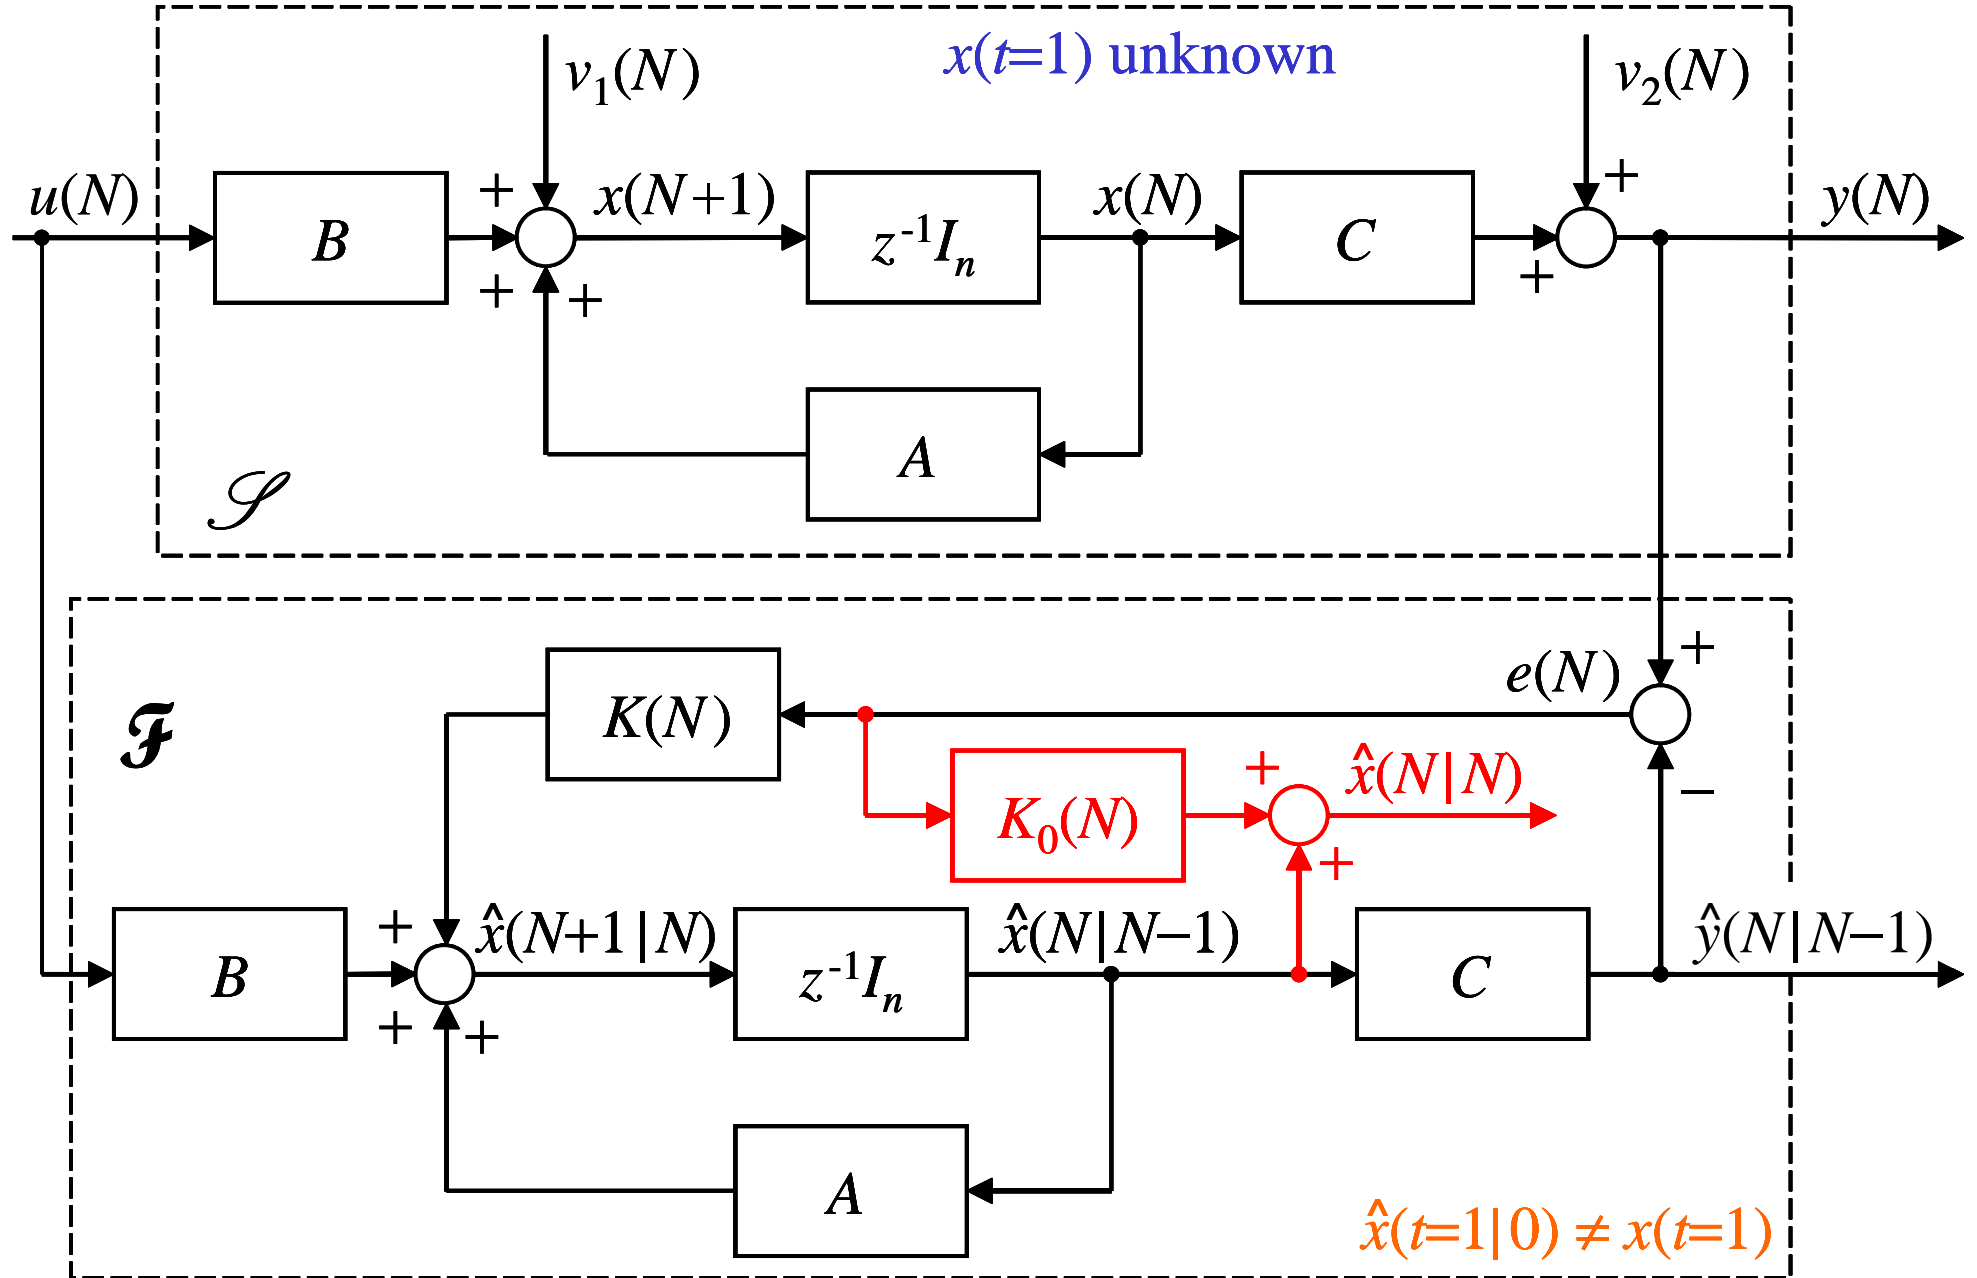 x(t=1) unknown
v₁(N)
v₂(N)
+
u(N)
+
x(N+1)
x(N)
y(N)
B
z⁻¹Iₙ
C
+
+
+
A
𝒮
+
e(N)
K(N)
ℱ
+
x̂(N|N)
−
K₀(N)
+
+
x̂(N+1|N)
x̂(N|N−1)
ŷ(N|N−1)
B
z⁻¹Iₙ
C
+
+
A
x̂(t=1|0) ≠ x(t=1)